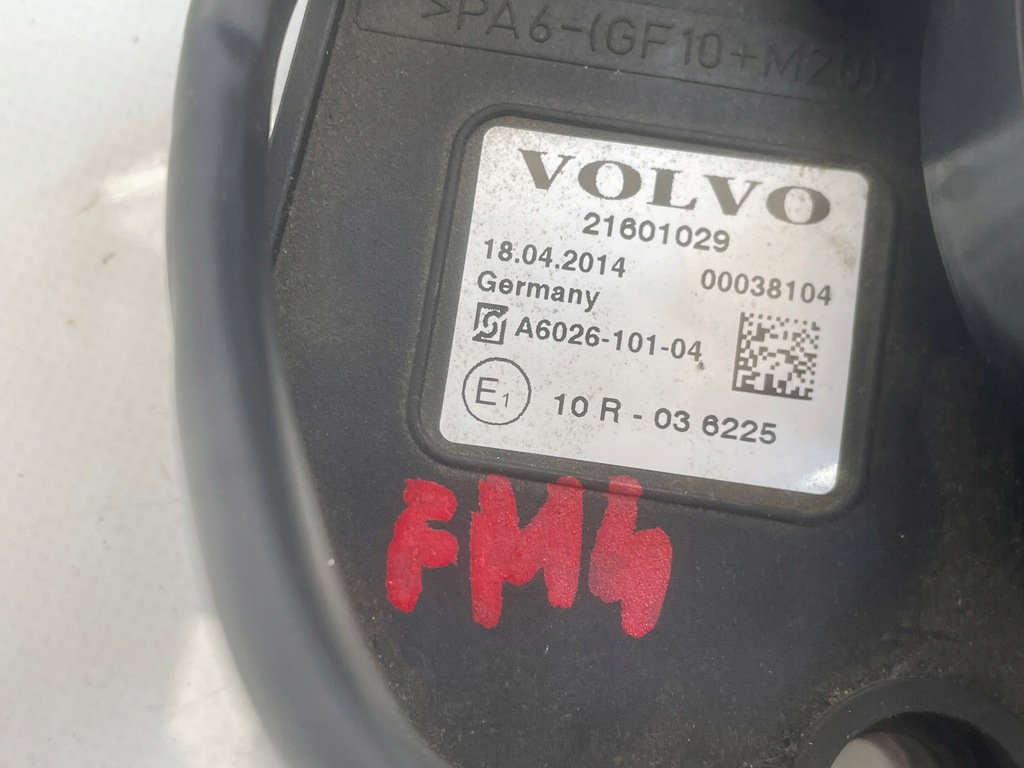 >PA6-(GF10+M20)
VOLVO
21601029
18.04.2014 00038104
Germany
A6026-101-04
E1 10 R - 03 6225
FM4